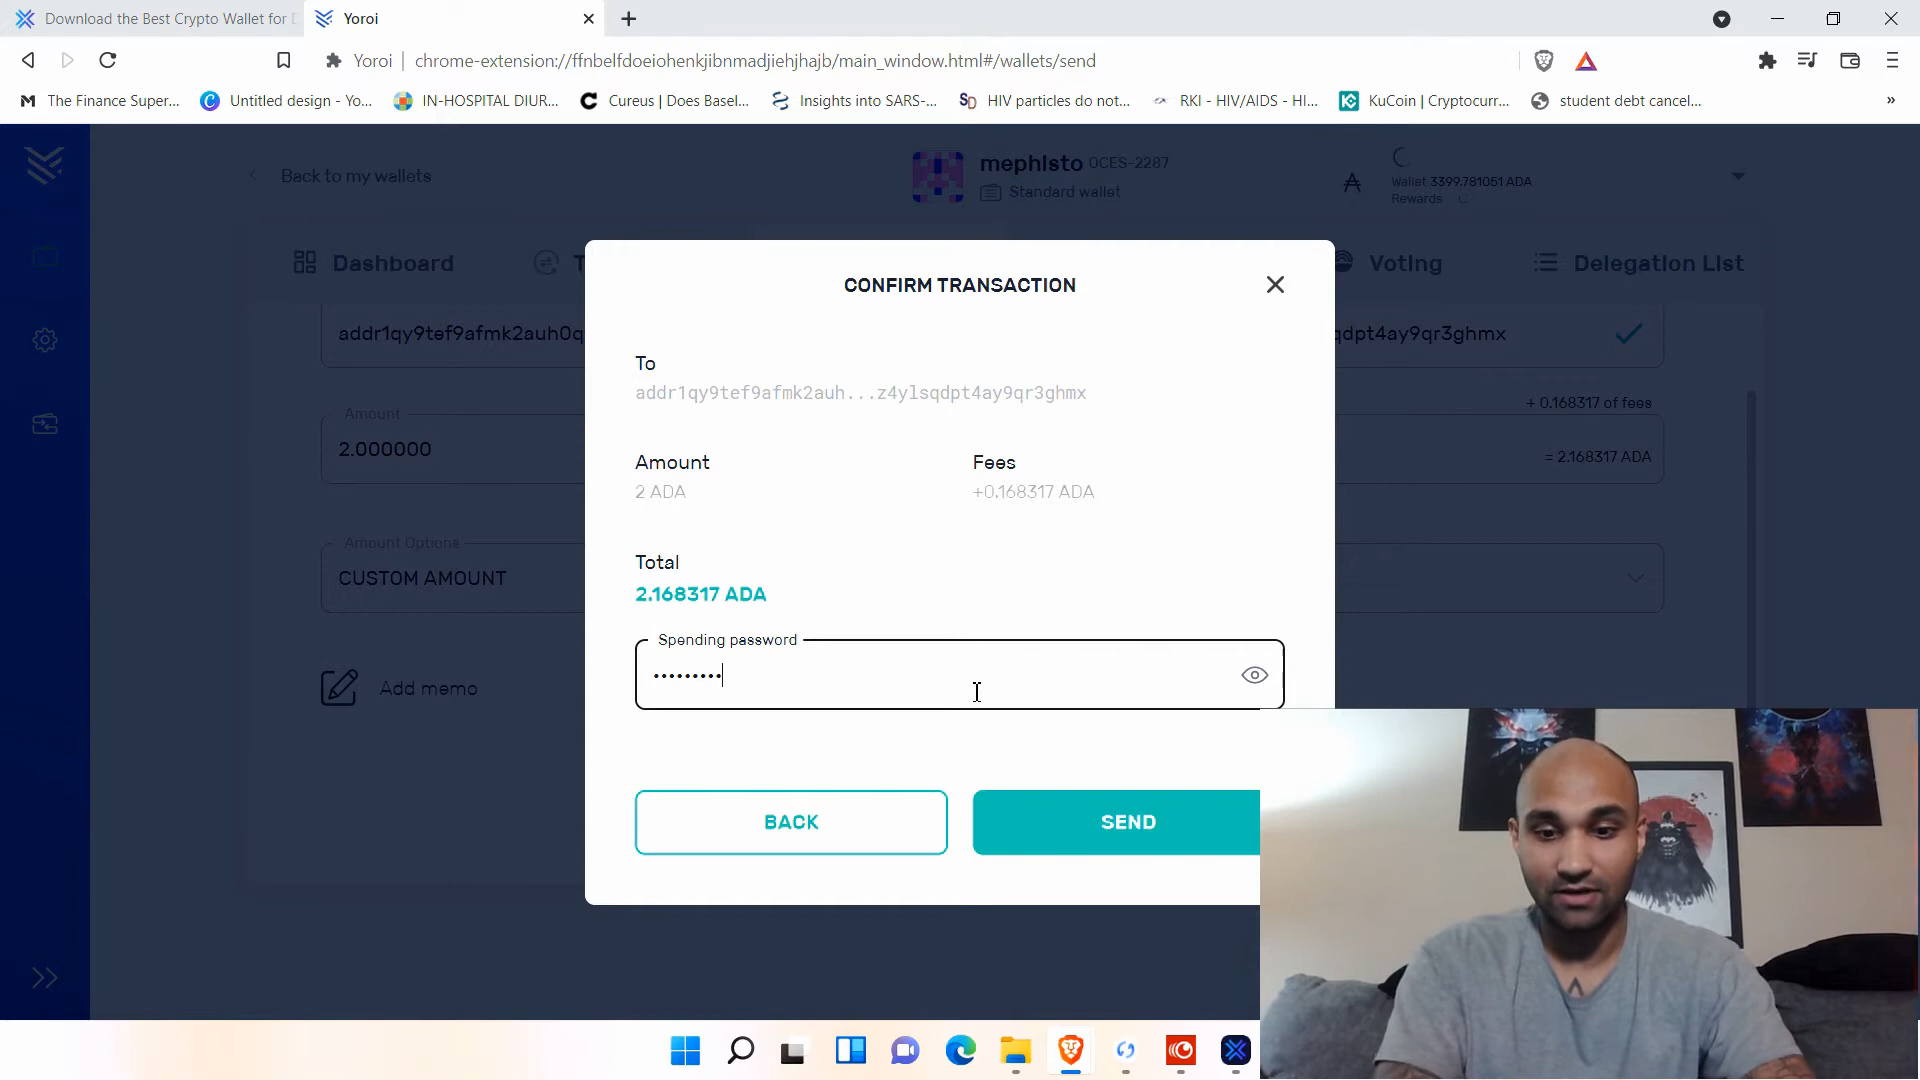 Download the Best Crypto Wallet for
Yoroi
Yoroi
chrome-extension://ffnbelfdoeiohenkjibnmadjiehjhajb/main_window.html#/wallets/send
The Finance Super...
Untitled design - Yo...
IN-HOSPITAL DIUR...
Cureus | Does Basel...
Insights into SARS-...
HIV particles do not...
RKI - HIV/AIDS - HI...
KuCoin | Cryptocurr...
student debt cancel...
Back to my wallets
mephIsto OCES-2287
Standard wallet
Wallet 3399.781051 ADA
Rewards
Dashboard
Voting
Delegation List
CONFIRM TRANSACTION
addr1qy9tef9afmk2auh0q
qdpt4ay9qr3ghmx
To
addr1qy9tef9afmk2auh...z4ylsqdpt4ay9qr3ghmx
Amount
2.000000
+ 0.168317 of fees
= 2.168317 ADA
Amount
2 ADA
Fees
+0.168317 ADA
Amount Options
CUSTOM AMOUNT
Total
2.168317 ADA
Spending password
Add memo
BACK
SEND